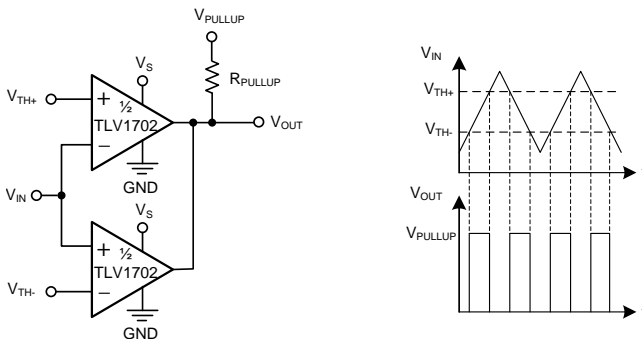 V_PULLUP
V_S
R_PULLUP
V_TH+
+
½
TLV1702
−
V_OUT
GND
V_IN
V_S
+
½
TLV1702
V_TH-
−
GND
V_IN
V_TH+
V_TH-
t
V_OUT
V_PULLUP
t